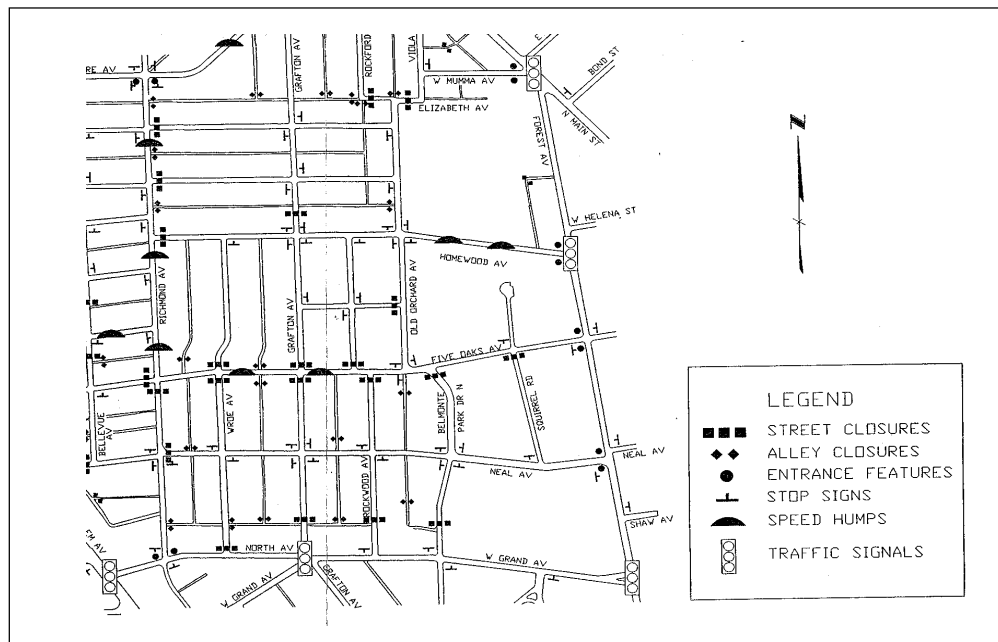 RE AV
GRAFTON AV
ROCKFORD
VIOLA
E
BOND ST
W MUMMA AV
ELIZABETH AV
N MAIN ST
FOREST AV
N
W HELENA ST
HOMEWOOD AV
RICHMOND AV
GRAFTON AV
OLD ORCHARD AV
FIVE OAKS AV
BELLEVUE
AV
WROE AV
BELMONTE
PARK DR N
SQUIRREL RD
NEAL AV
NEAL AV
ROCKWOOD AV
SHAW AV
EM AV
NORTH AV
W GRAND AV
W GRAND AV
GRAFTON AV
LEGEND
STREET CLOSURES
ALLEY CLOSURES
ENTRANCE FEATURES
STOP SIGNS
SPEED HUMPS
TRAFFIC SIGNALS